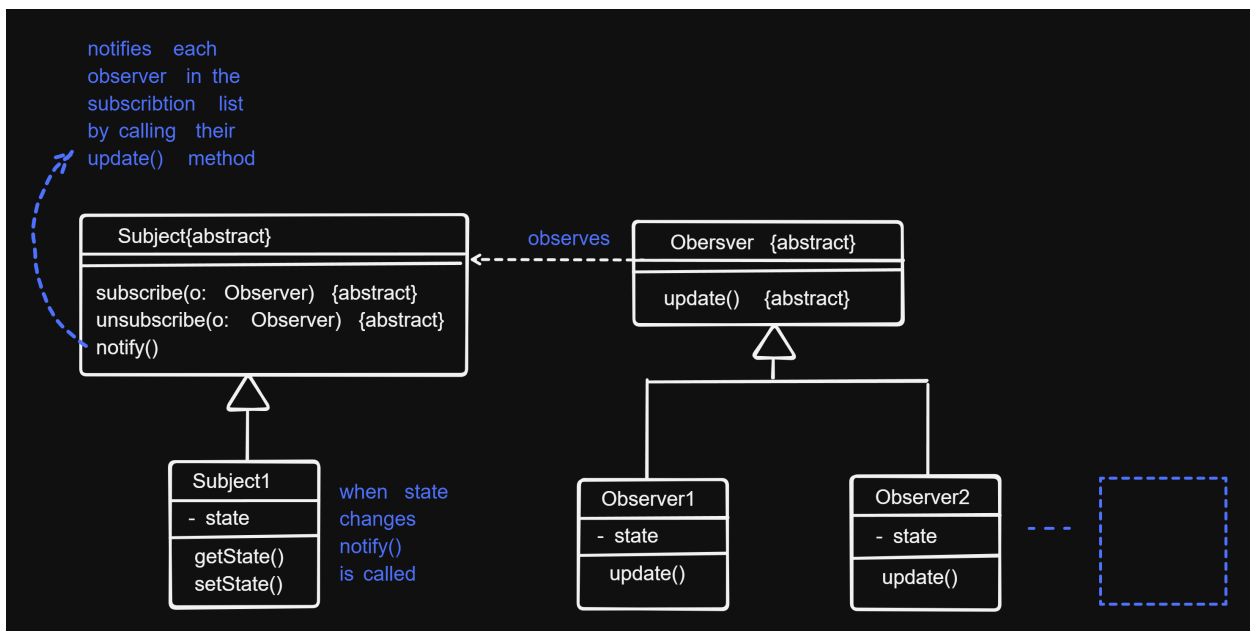 notifies each
observer in the
subscribtion list
by calling their
update() method
Subject{abstract}
subscribe(o: Observer) {abstract}
unsubscribe(o: Observer) {abstract}
notify()
observes
Obersver {abstract}
update() {abstract}
Subject1
- state
getState()
setState()
when state
changes
notify()
is called
Observer1
- state
update()
Observer2
- state
update()